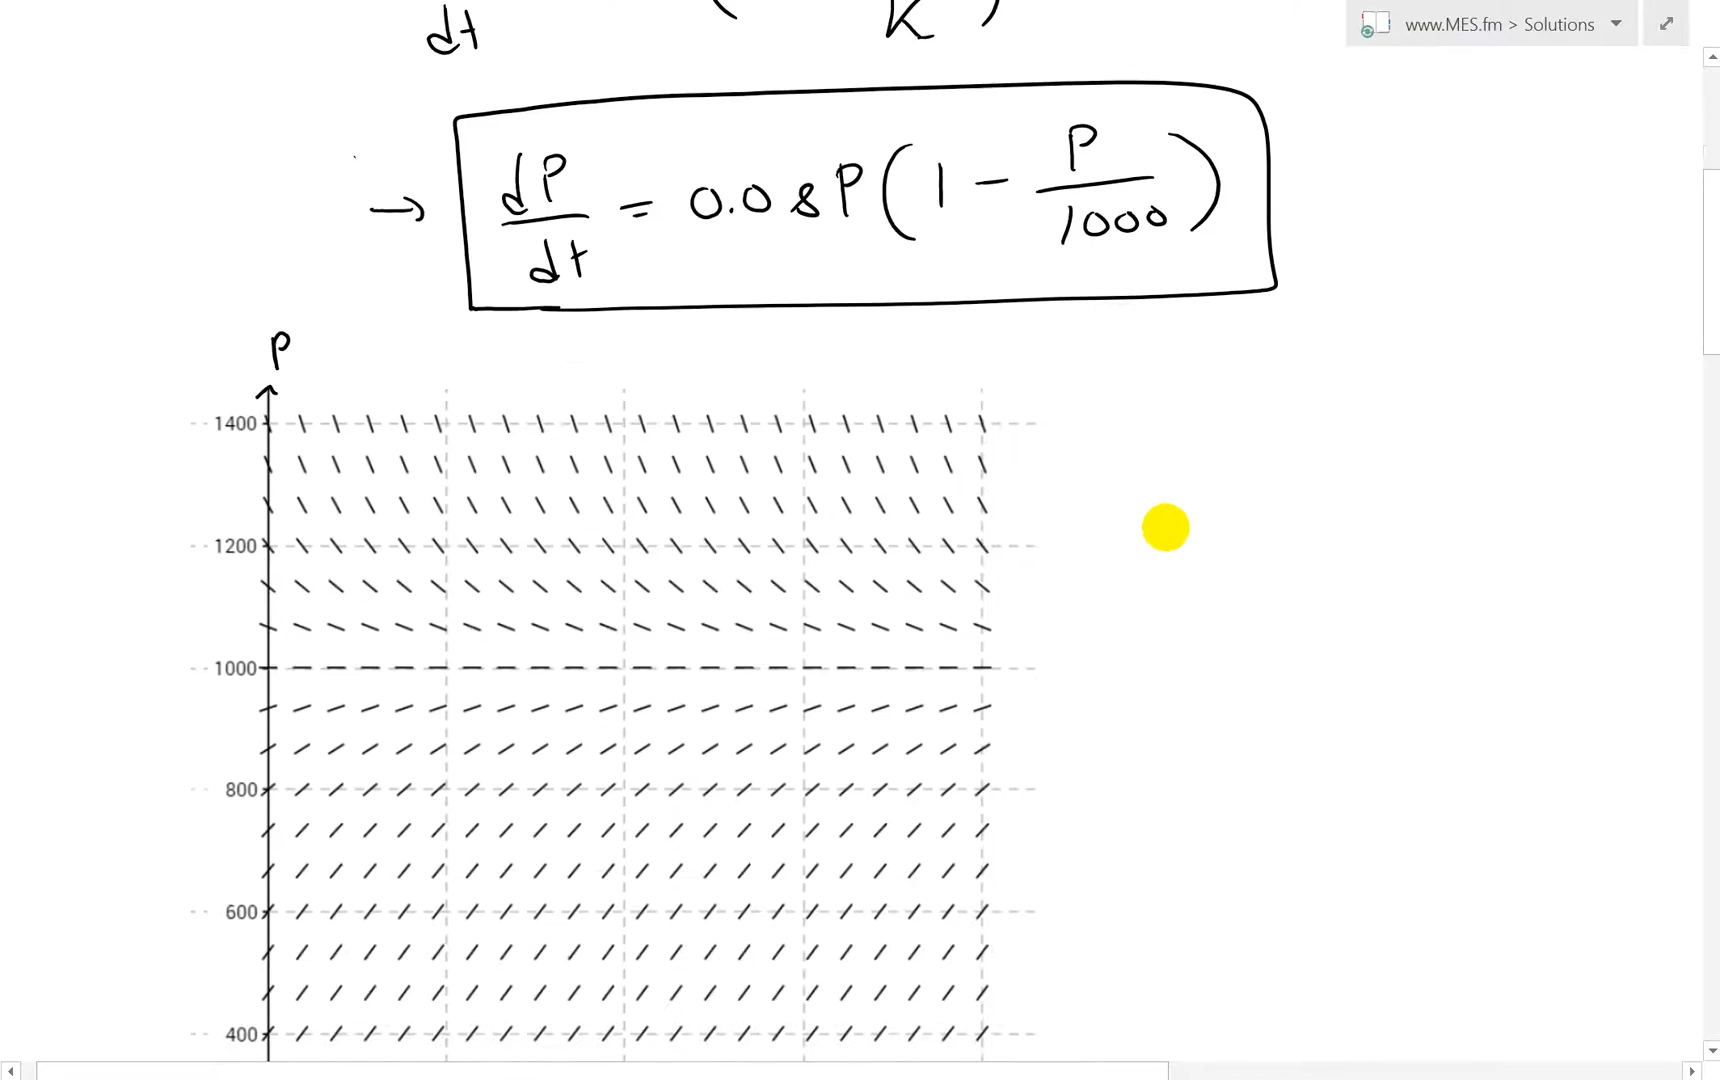 dt K
www.MES.fm > Solutions
→ dP/dt = 0.08P(1 - P/1000)
P
1400
1200
1000
800
600
400